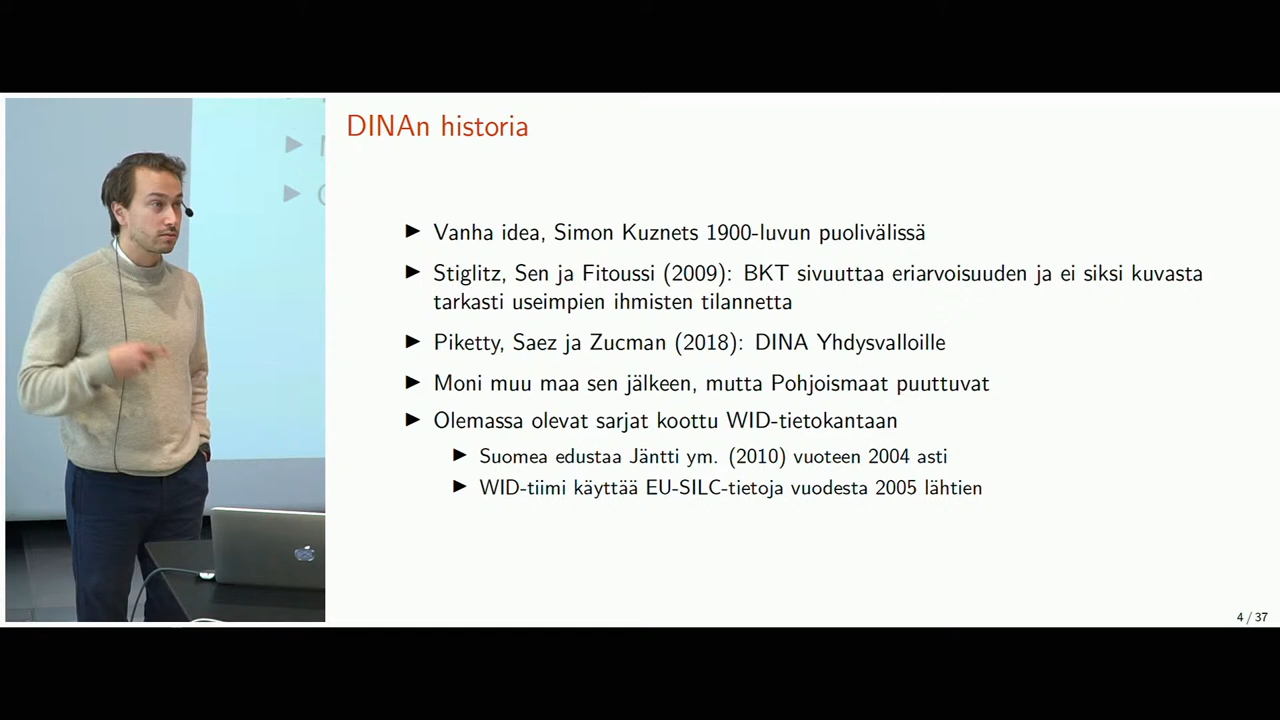 DINAn historia
▶ Vanha idea, Simon Kuznets 1900-luvun puolivälissä
▶ Stiglitz, Sen ja Fitoussi (2009): BKT sivuuttaa eriarvoisuuden ja ei siksi kuvasta
tarkasti useimpien ihmisten tilannetta
▶ Piketty, Saez ja Zucman (2018): DINA Yhdysvalloille
▶ Moni muu maa sen jälkeen, mutta Pohjoismaat puuttuvat
▶ Olemassa olevat sarjat koottu WID-tietokantaan
▶ Suomea edustaa Jäntti ym. (2010) vuoteen 2004 asti
▶ WID-tiimi käyttää EU-SILC-tietoja vuodesta 2005 lähtien
4 / 37